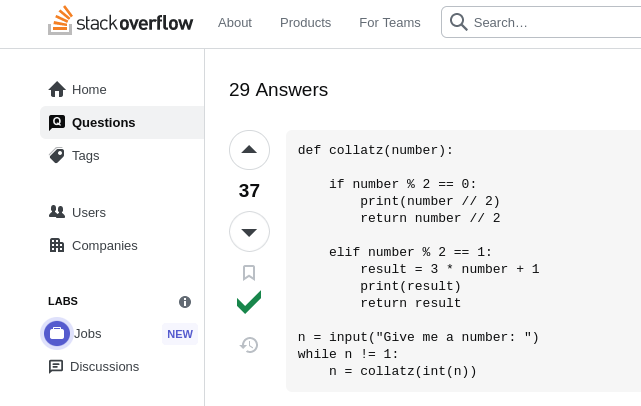 stackoverflow About Products For Teams Search…
29 Answers
Home
Questions
Tags
Users
Companies
LABS
Jobs NEW
Discussions
37
def collatz(number):
    if number % 2 == 0:
        print(number // 2)
        return number // 2
    elif number % 2 == 1:
        result = 3 * number + 1
        print(result)
        return result
n = input("Give me a number: ")
while n != 1:
    n = collatz(int(n))